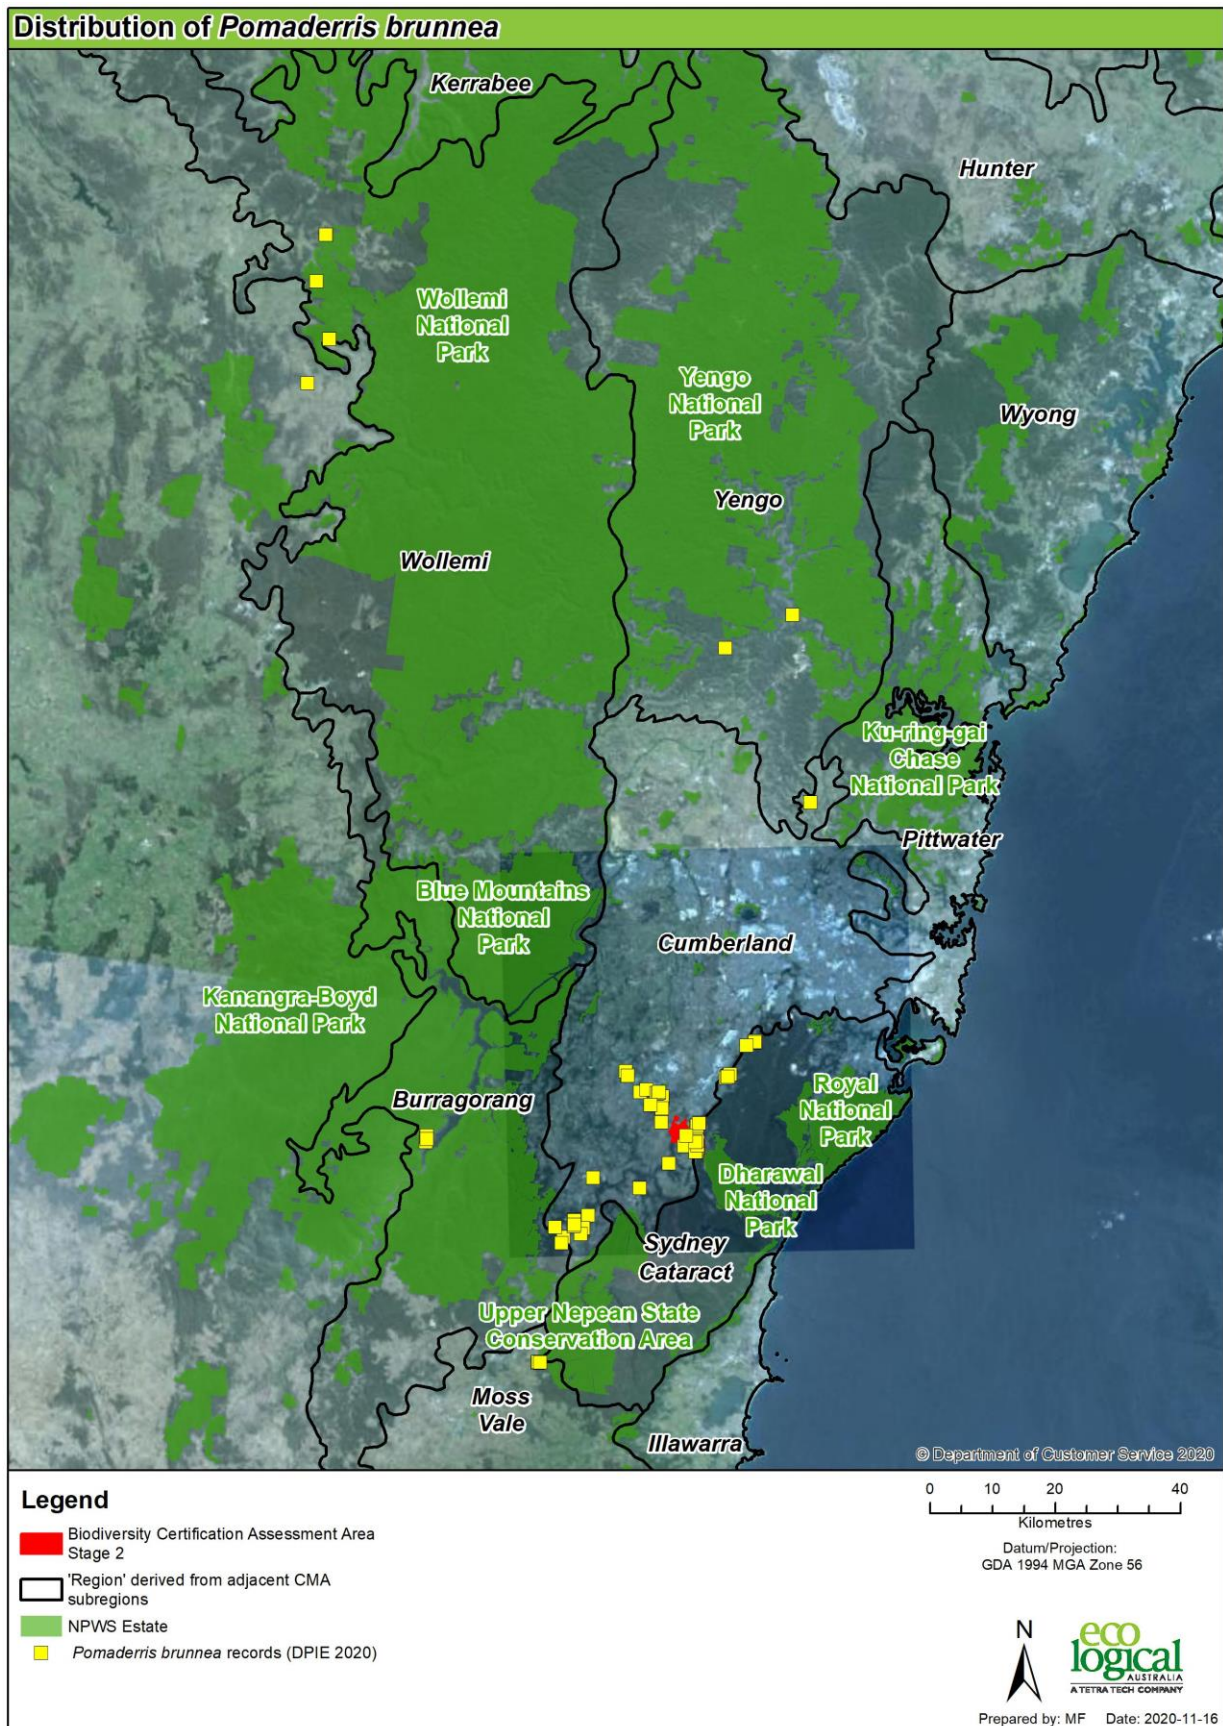 Distribution of Pomaderris brunnea
Kerrabee
Hunter
Wollemi
National
Park
Yengo
National
Park
Wyong
Yengo
Wollemi
Ku-ring-gai
Chase
National Park
Pittwater
Blue Mountains
National
Park
Cumberland
Kanangra-Boyd
National Park
Burragorang
Royal
National
Park
Dharawal
National
Park
Sydney
Cataract
Upper Nepean State
Conservation Area
Moss
Vale
Illawarra
© Department of Customer Service 2020
Legend
Biodiversity Certification Assessment Area
Stage 2
'Region' derived from adjacent CMA
subregions
NPWS Estate
Pomaderris brunnea records (DPIE 2020)
0 10 20 40
Kilometres
Datum/Projection:
GDA 1994 MGA Zone 56
N
eco
logical
AUSTRALIA
A TETRA TECH COMPANY
Prepared by: MF Date: 2020-11-16